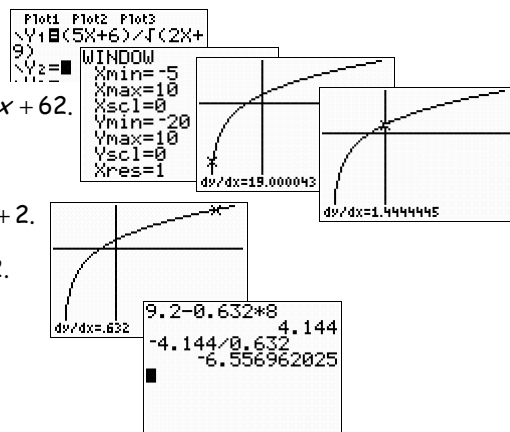 Plot1 Plot2 Plot3
\Y1=(5X+6)/√(2X+
9)
\Y2=
WINDOW
Xmin=-5
Xmax=10
Xscl=0
Ymin=-20
Ymax=10
Yscl=0
Xres=1
x + 62.
dy/dx=19.000043
dy/dx=1.4444445
+ 2.
dy/dx=.632
9.2-0.632*8
4.144
-4.144/0.632
-6.556962025